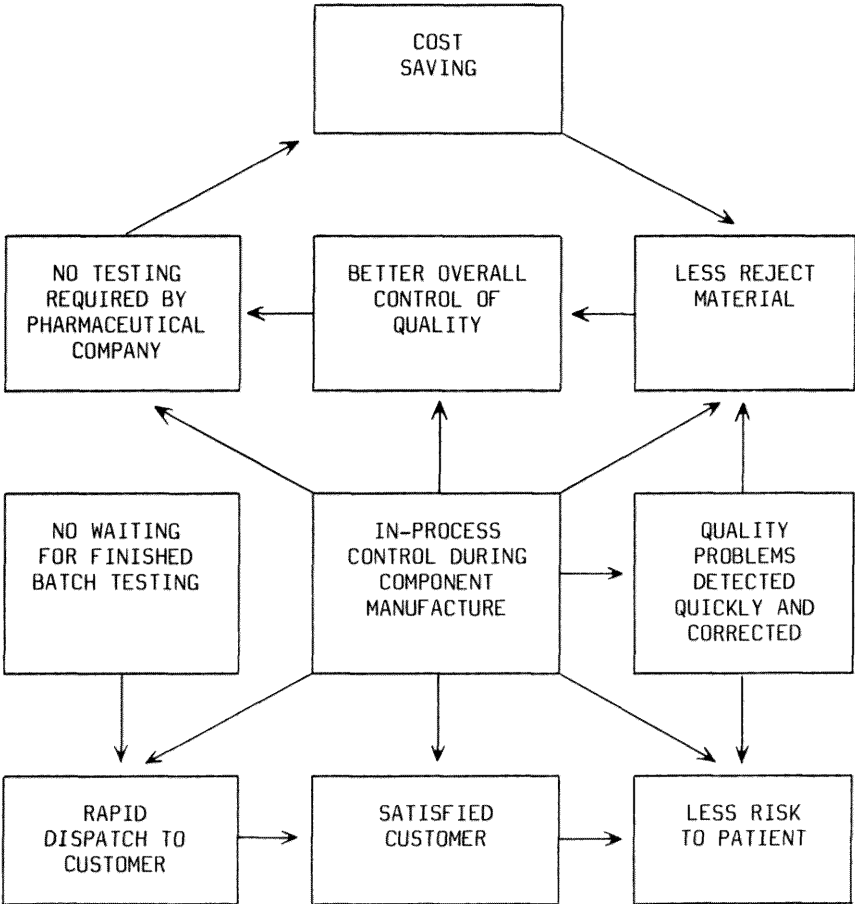 COST
SAVING
NO TESTING
REQUIRED BY
PHARMACEUTICAL
COMPANY
BETTER OVERALL
CONTROL OF
QUALITY
LESS REJECT
MATERIAL
NO WAITING
FOR FINISHED
BATCH TESTING
IN-PROCESS
CONTROL DURING
COMPONENT
MANUFACTURE
QUALITY
PROBLEMS
DETECTED
QUICKLY AND
CORRECTED
RAPID
DISPATCH TO
CUSTOMER
SATISFIED
CUSTOMER
LESS RISK
TO PATIENT